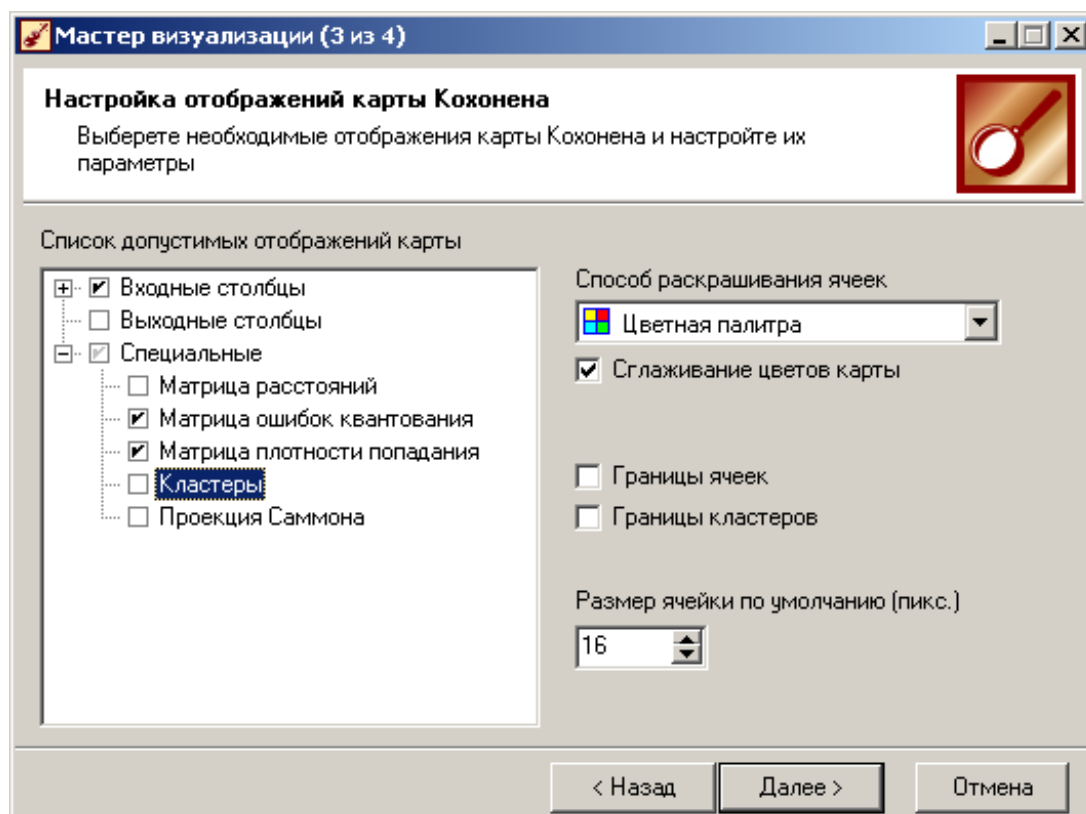 Мастер визуализации (3 из 4)
Настройка отображений карты Кохонена
Выберете необходимые отображения карты Кохонена и настройте их
параметры
Список допустимых отображений карты
Входные столбцы
Выходные столбцы
Специальные
Матрица расстояний
Матрица ошибок квантования
Матрица плотности попадания
Кластеры
Проекция Саммона
Способ раскрашивания ячеек
Цветная палитра
Сглаживание цветов карты
Границы ячеек
Границы кластеров
Размер ячейки по умолчанию (пикс.)
16
< Назад
Далее >
Отмена